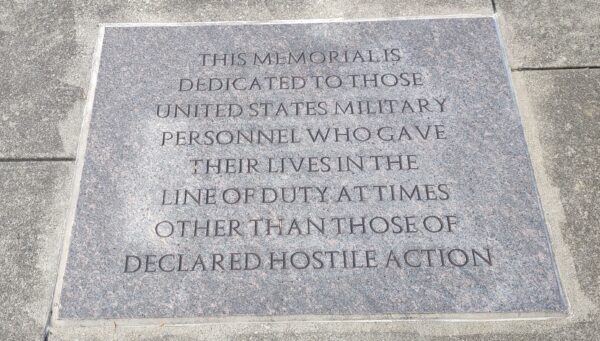 THIS MEMORIAL IS
DEDICATED TO THOSE
UNITED STATES MILITARY
PERSONNEL WHO GAVE
THEIR LIVES IN THE
LINE OF DUTY AT TIMES
OTHER THAN THOSE OF
DECLARED HOSTILE ACTION